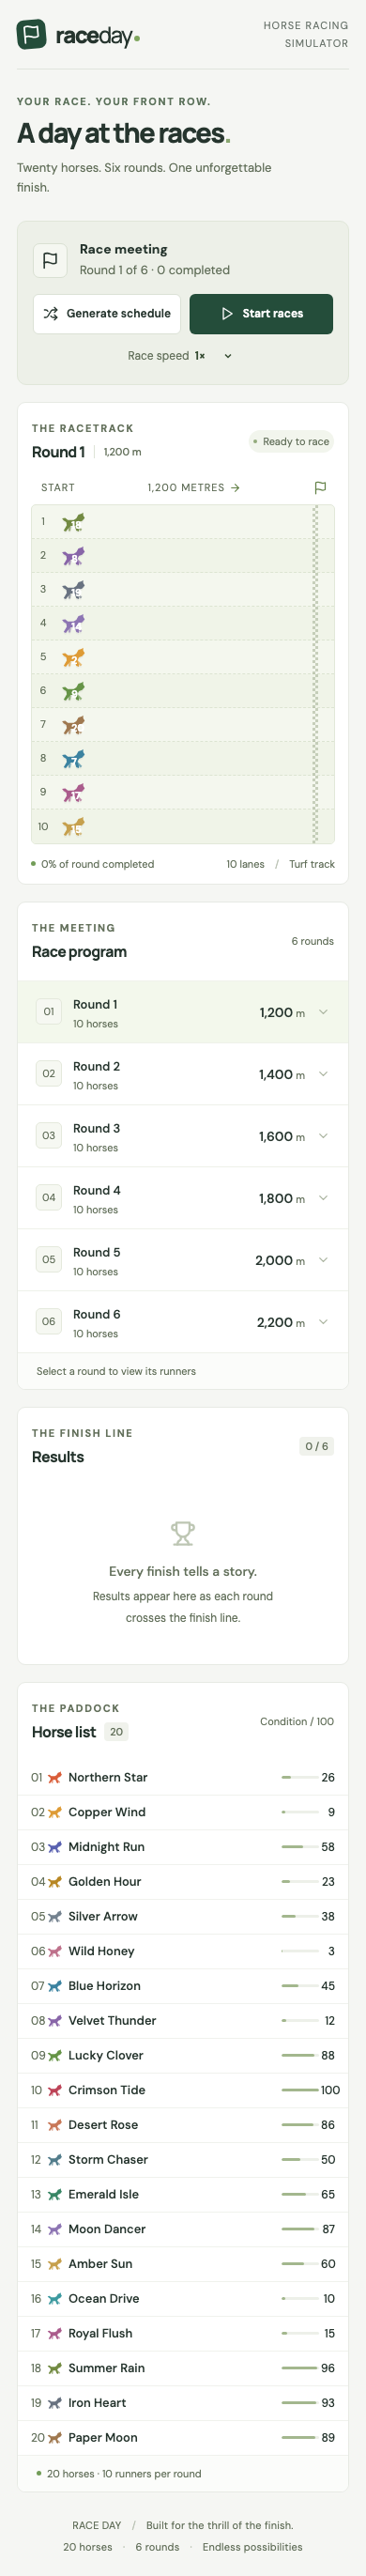 raceday.
HORSE RACING
SIMULATOR
YOUR RACE. YOUR FRONT ROW.
A day at the races.
Twenty horses. Six rounds. One unforgettable
finish.
Race meeting
Round 1 of 6 · 0 completed
Generate schedule
Start races
Race speed 1×
THE RACETRACK
Round 1
1,200 m
Ready to race
START
1,200 METRES →
1
18
2
8
3
19
4
14
5
2
6
9
7
20
8
7
9
17
10
15
0% of round completed
10 lanes / Turf track
THE MEETING
Race program
6 rounds
01
Round 1
10 horses
1,200 m
02
Round 2
10 horses
1,400 m
03
Round 3
10 horses
1,600 m
04
Round 4
10 horses
1,800 m
05
Round 5
10 horses
2,000 m
06
Round 6
10 horses
2,200 m
Select a round to view its runners
THE FINISH LINE
Results
0 / 6
Every finish tells a story.
Results appear here as each round
crosses the finish line.
THE PADDOCK
Horse list 20
Condition / 100
01 Northern Star 26
02 Copper Wind 9
03 Midnight Run 58
04 Golden Hour 23
05 Silver Arrow 38
06 Wild Honey 3
07 Blue Horizon 45
08 Velvet Thunder 12
09 Lucky Clover 88
10 Crimson Tide 100
11 Desert Rose 86
12 Storm Chaser 50
13 Emerald Isle 65
14 Moon Dancer 87
15 Amber Sun 60
16 Ocean Drive 10
17 Royal Flush 15
18 Summer Rain 96
19 Iron Heart 93
20 Paper Moon 89
20 horses · 10 runners per round
RACE DAY / Built for the thrill of the finish.
20 horses · 6 rounds · Endless possibilities